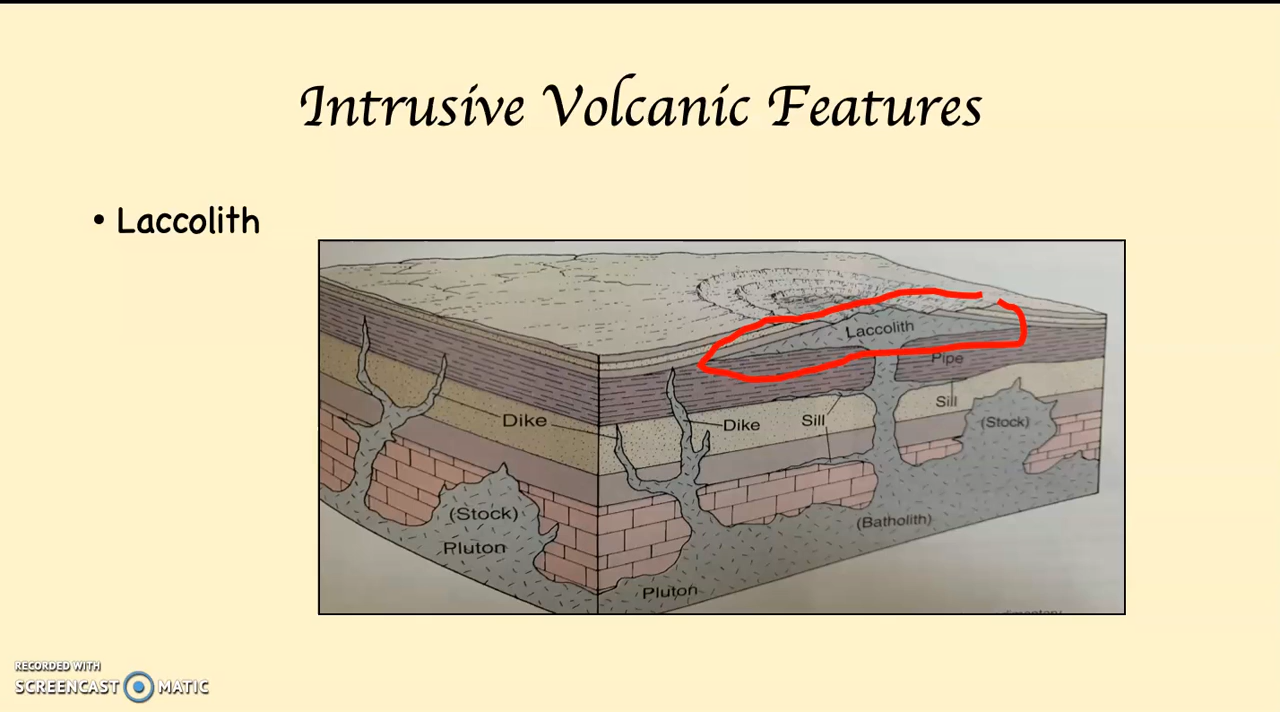 Intrusive Volcanic Features
• Laccolith
Laccolith
Pipe
Dike
Dike
Sill
Sill
(Stock)
(Stock)
Pluton
(Batholith)
Pluton
RECORDED WITH
SCREENCAST MATIC